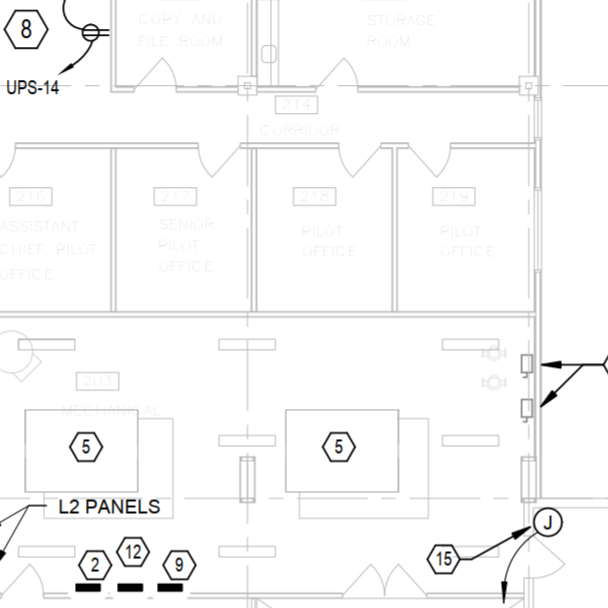 8
COPY AND
FILE ROOM
STORAGE
ROOM
UPS-14
214
CORRIDOR
216
ASSISTANT
CHIEF PILOT
OFFICE
217
SENIOR
PILOT
OFFICE
218
PILOT
OFFICE
219
PILOT
OFFICE
203
MECHANICAL
5
5
L2 PANELS
2
12
9
15
J